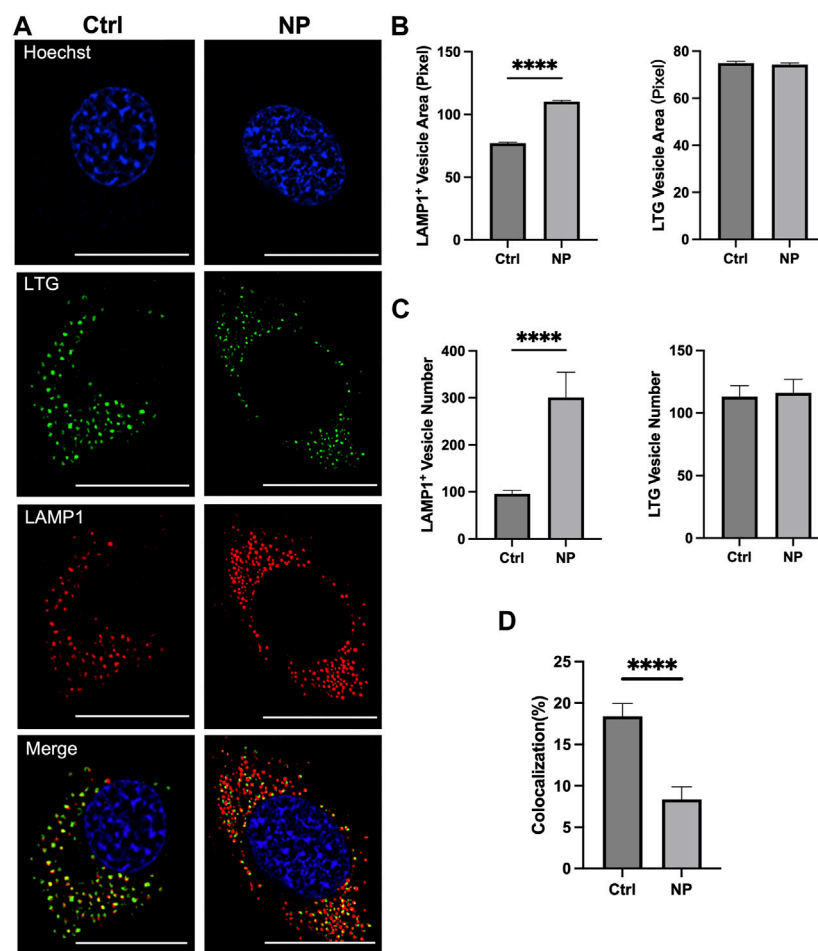 A
Ctrl
NP
Hoechst
LTG
LAMP1
Merge
B
LAMP1⁺ Vesicle Area (Pixel)
150
100
50
0
****
Ctrl
NP
LTG Vesicle Area (Pixel)
80
60
40
20
0
Ctrl
NP
C
LAMP1⁺ Vesicle Number
400
300
200
100
0
****
Ctrl
NP
LTG Vesicle Number
150
100
50
0
Ctrl
NP
D
Colocalization(%)
25
20
15
10
5
0
****
Ctrl
NP